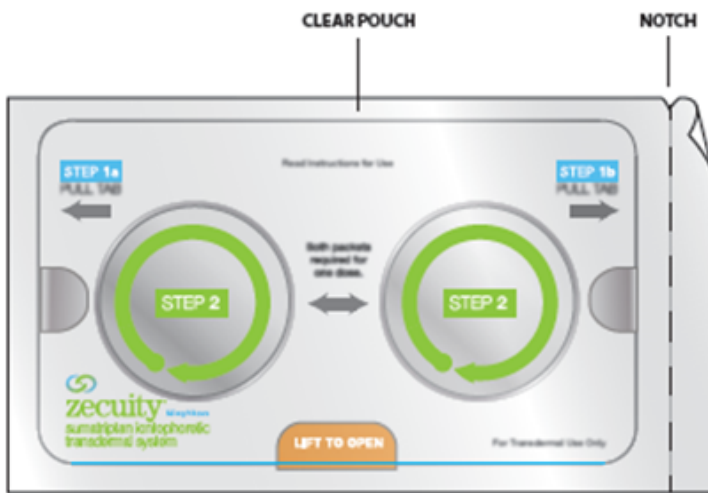 CLEAR POUCH
NOTCH
STEP 1a
PULL TAB
Read Instructions for Use
STEP 1b
PULL TAB
Both packets
required for
one dose.
STEP 2
STEP 2
zecuity
sumatriptan iontophoretic
transdermal system
LIFT TO OPEN
For Transdermal Use Only